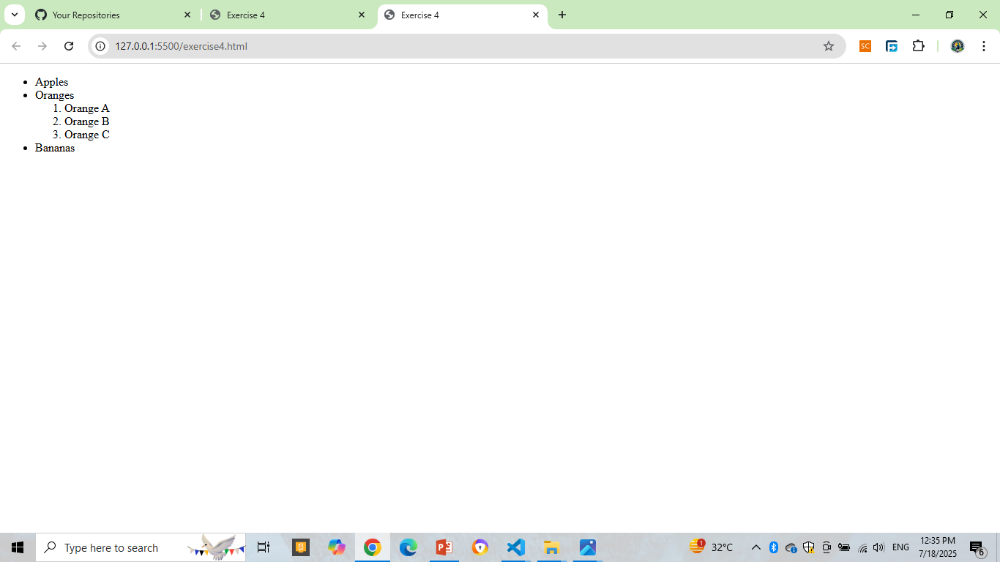 Your Repositories
Exercise 4
Exercise 4
127.0.0.1:5500/exercise4.html
SC
• Apples
• Oranges
1. Orange A
2. Orange B
3. Orange C
• Bananas
Type here to search
1
32°C
ENG
12:35 PM
7/18/2025
6